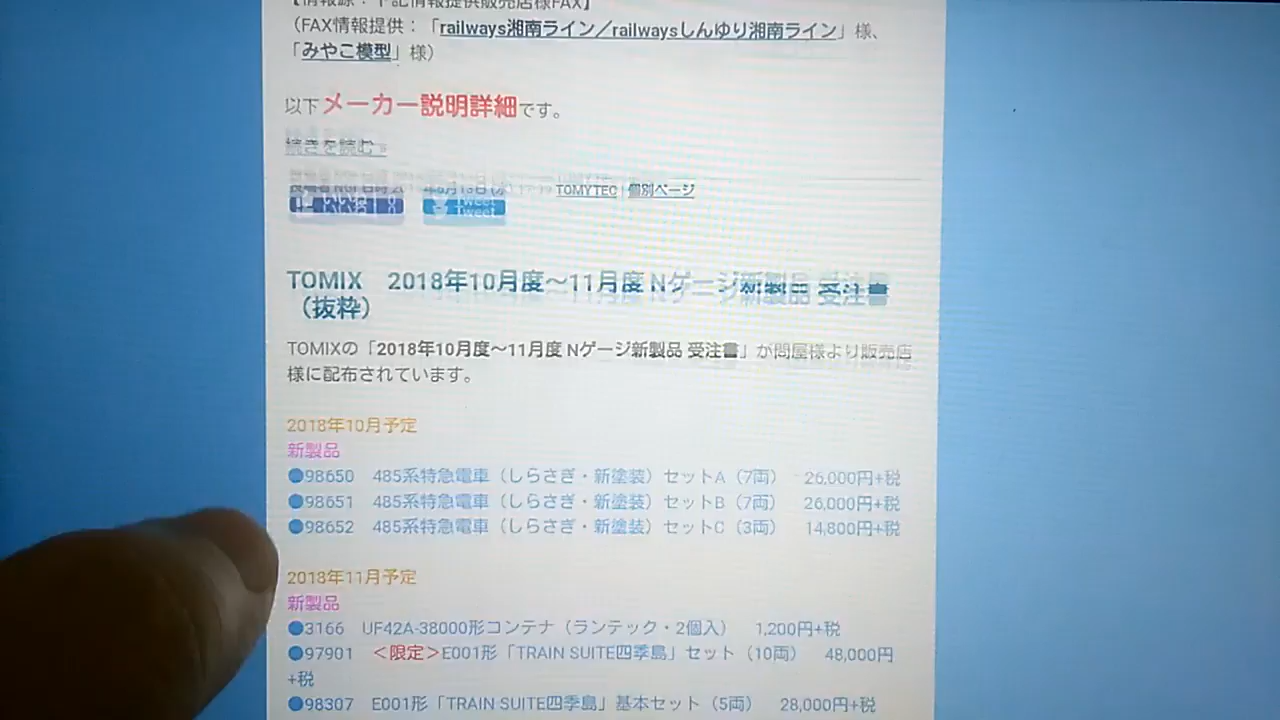 (FAX情報提供：「railways湘南ライン／railwaysしんゆり湘南ライン」様、
「みやこ模型」様)
以下メーカー説明詳細です。
続きを読む »
TOMYTEC | 個別ページ
Tweet
TOMIX　2018年10月度～11月度 Nゲージ新製品 受注書
（抜粋）
TOMIXの「2018年10月度～11月度 Nゲージ新製品 受注書」が問屋様より販売店
様に配布されています。
2018年10月予定
新製品
●98650　485系特急電車（しらさぎ・新塗装）セットA（7両）　26,000円+税
●98651　485系特急電車（しらさぎ・新塗装）セットB（7両）　26,000円+税
●98652　485系特急電車（しらさぎ・新塗装）セットC（3両）　14,800円+税
2018年11月予定
新製品
●3166　UF42A-38000形コンテナ（ランテック・2個入）　1,200円+税
●97901　＜限定＞E001形「TRAIN SUITE四季島」セット（10両）　48,000円
+税
●98307　E001形「TRAIN SUITE四季島」基本セット（5両）　28,000円+税